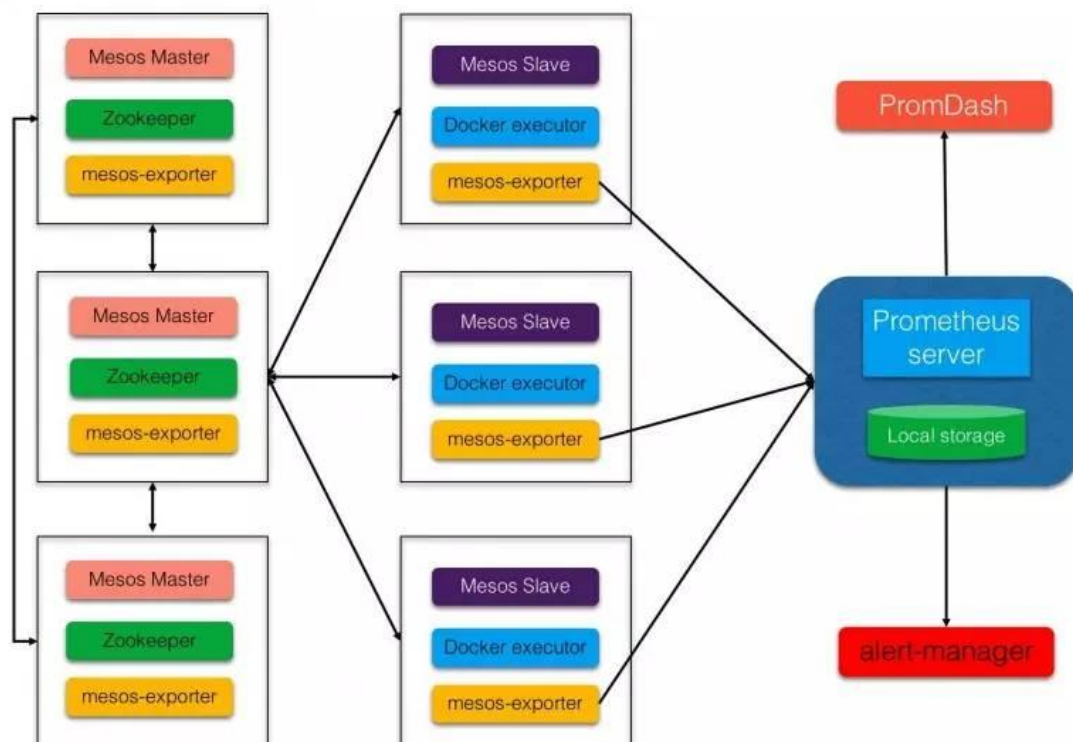 Mesos Master
Zookeeper
mesos-exporter
Mesos Master
Zookeeper
mesos-exporter
Mesos Master
Zookeeper
mesos-exporter
Mesos Slave
Docker executor
mesos-exporter
Mesos Slave
Docker executor
mesos-exporter
Mesos Slave
Docker executor
mesos-exporter
PromDash
Prometheus
server
Local storage
alert-manager